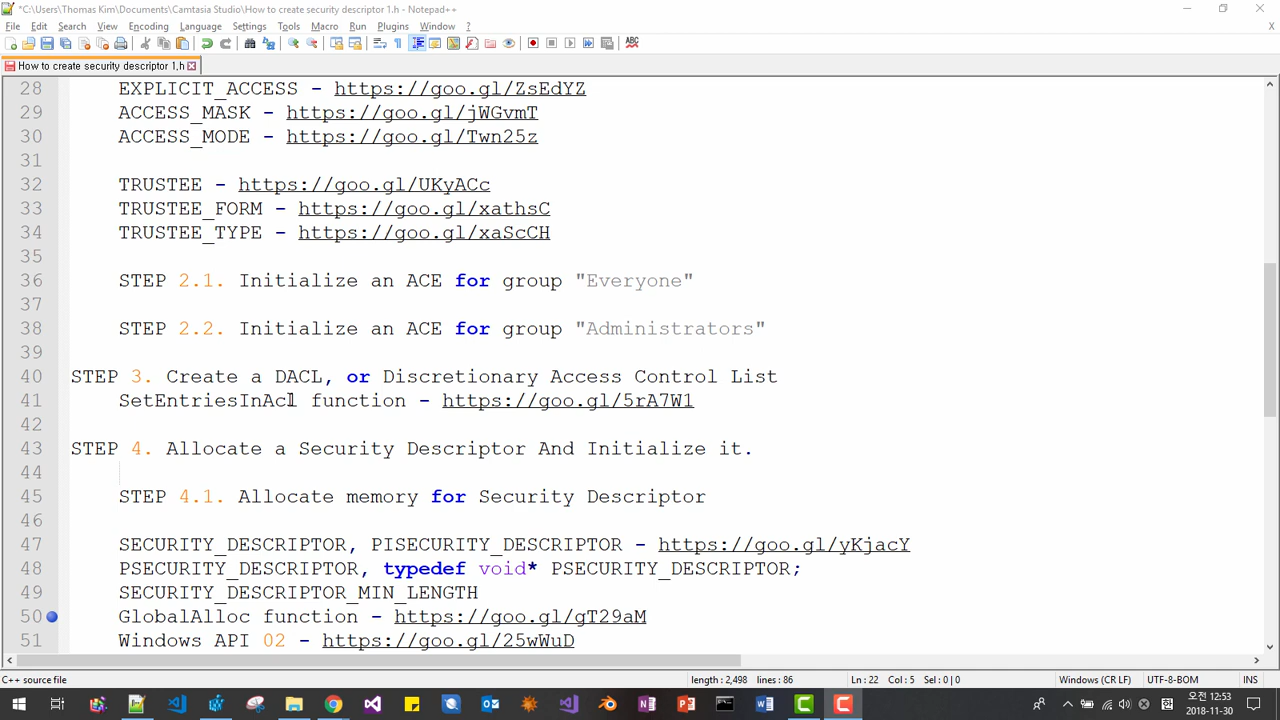 *C:\Users\Thomas Kim\Documents\Camtasia Studio\How to create security descriptor 1.h - Notepad++
File Edit Search View Encoding Language Settings Tools Macro Run Plugins Window ?
How to create security descriptor 1.h
28 EXPLICIT_ACCESS - https://goo.gl/ZsEdYZ
29 ACCESS_MASK - https://goo.gl/jWGvmT
30 ACCESS_MODE - https://goo.gl/Twn25z
31
32 TRUSTEE - https://goo.gl/UKyACc
33 TRUSTEE_FORM - https://goo.gl/xathsC
34 TRUSTEE_TYPE - https://goo.gl/xaScCH
35
36 STEP 2.1. Initialize an ACE for group "Everyone"
37
38 STEP 2.2. Initialize an ACE for group "Administrators"
39
40 STEP 3. Create a DACL, or Discretionary Access Control List
41 SetEntriesInAcl function - https://goo.gl/5rA7W1
42
43 STEP 4. Allocate a Security Descriptor And Initialize it.
44
45 STEP 4.1. Allocate memory for Security Descriptor
46
47 SECURITY_DESCRIPTOR, PISECURITY_DESCRIPTOR - https://goo.gl/yKjacY
48 PSECURITY_DESCRIPTOR, typedef void* PSECURITY_DESCRIPTOR;
49 SECURITY_DESCRIPTOR_MIN_LENGTH
50 GlobalAlloc function - https://goo.gl/gT29aM
51 Windows API 02 - https://goo.gl/25wWuD
C++ source file length : 2,498 lines : 86 Ln : 22 Col : 5 Sel : 0 | 0 Windows (CR LF) UTF-8-BOM INS
오전 12:53
2018-11-30